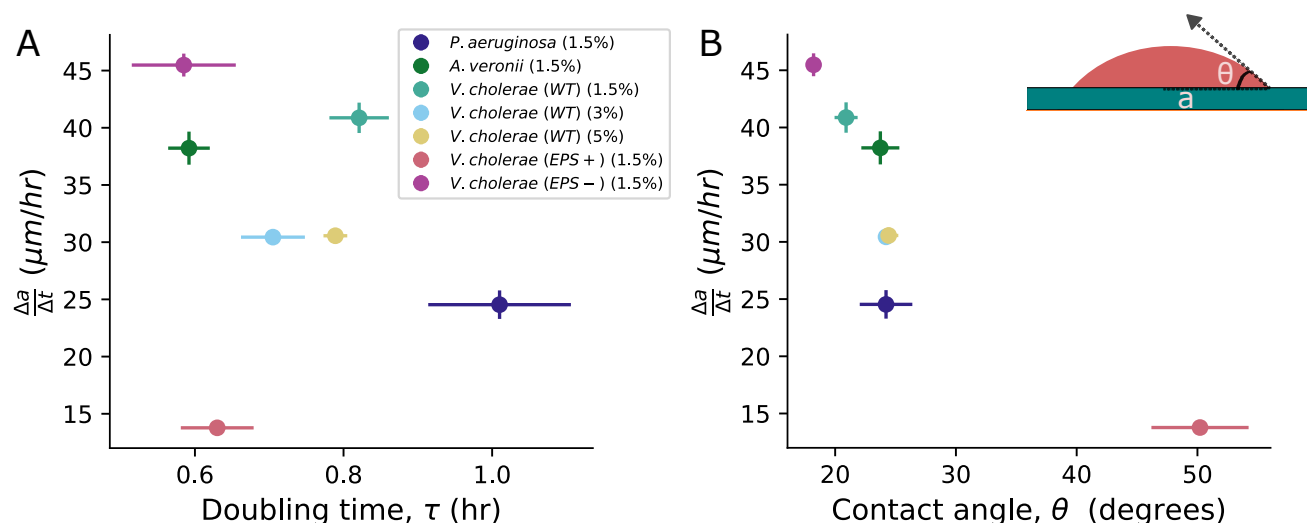 A
45
40
35
30
25
20
15
Δa/Δt (μm/hr)
0.6 0.8 1.0
Doubling time, τ (hr)
P. aeruginosa (1.5%)
A. veronii (1.5%)
V. cholerae (WT) (1.5%)
V. cholerae (WT) (3%)
V. cholerae (WT) (5%)
V. cholerae (EPS+) (1.5%)
V. cholerae (EPS−) (1.5%)
B
45
40
35
30
25
20
15
Δa/Δt (μm/hr)
20 30 40 50
Contact angle, θ (degrees)
θ
a